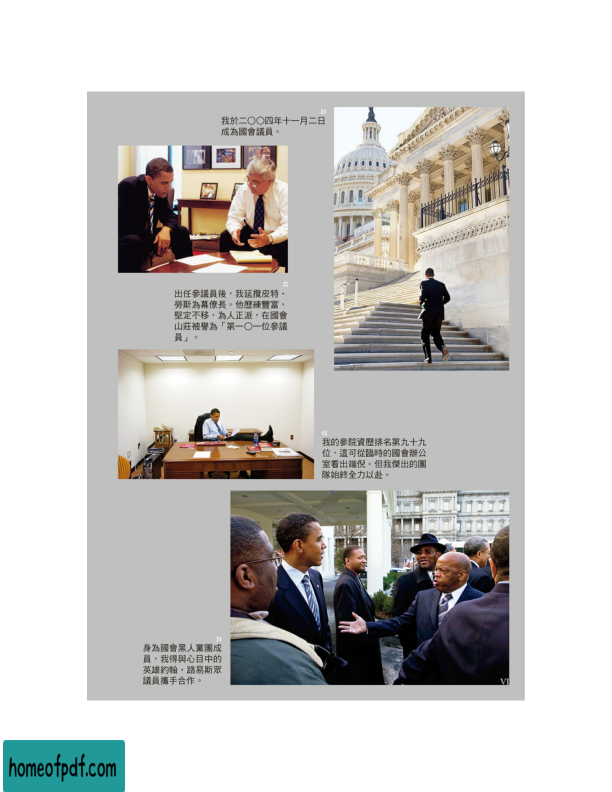 我於二〇〇四年十一月二日
成為國會議員。
出任參議員後，我延攬皮特・
勞斯為幕僚長。他歷練豐富，
堅定不移，為人正派，在國會
山莊被譽為「第一〇一位參議
員」。
我的參院資歷排名第九十九
位，這可從臨時的國會辦公
室看出端倪。但我傑出的團
隊始終全力以赴。
身為國會黑人黨團成
員，我得與心目中的
英雄約翰・路易斯眾
議員攜手合作。
VI
homeofpdf.com